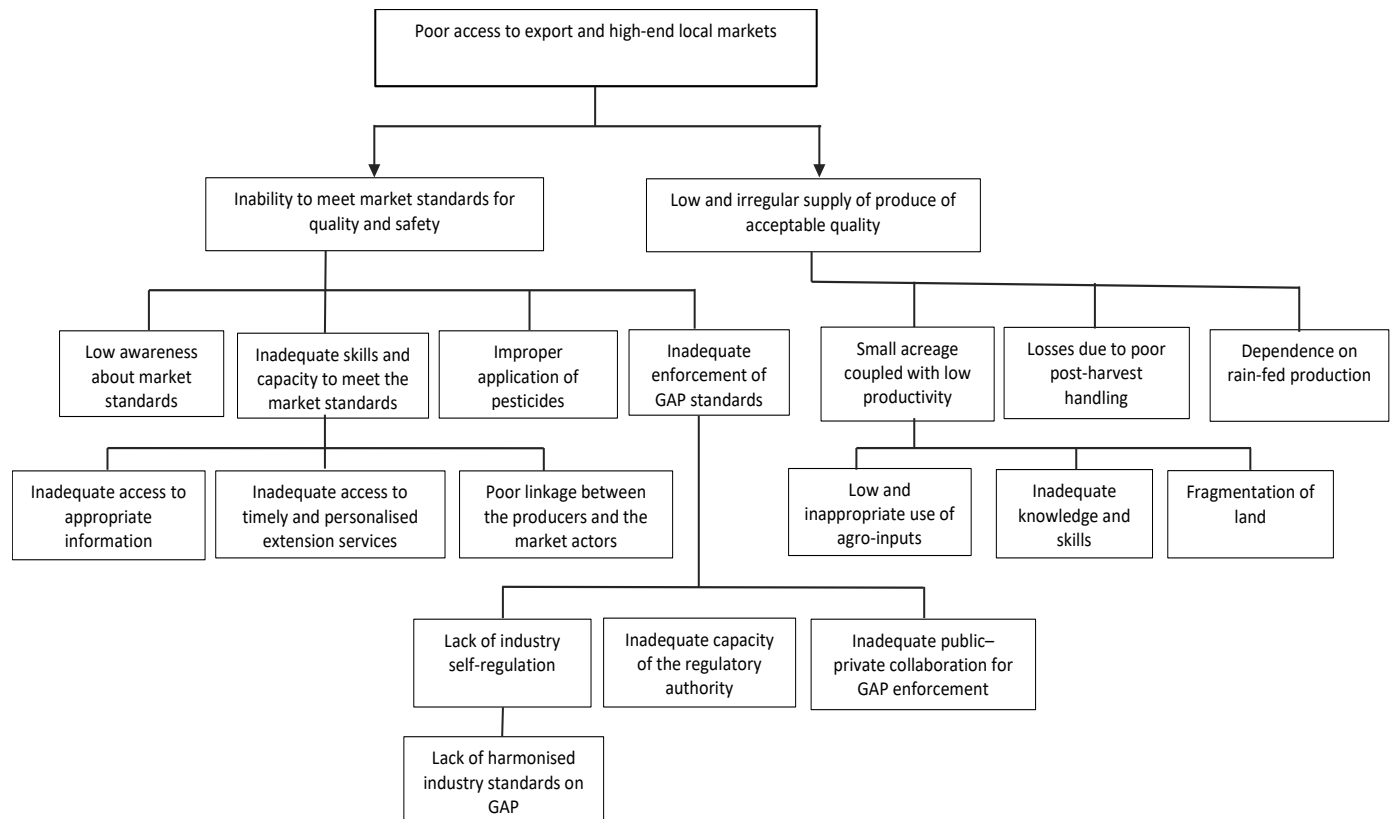 Poor access to export and high-end local markets
Inability to meet market standards for
quality and safety
Low and irregular supply of produce of
acceptable quality
Low awareness
about market
standards
Inadequate skills and
capacity to meet the
market standards
Improper
application of
pesticides
Inadequate
enforcement of
GAP standards
Small acreage
coupled with low
productivity
Losses due to poor
post-harvest
handling
Dependence on
rain-fed production
Inadequate access to
appropriate
information
Inadequate access to
timely and personalised
extension services
Poor linkage between
the producers and the
market actors
Low and
inappropriate use of
agro-inputs
Inadequate
knowledge and
skills
Fragmentation of
land
Lack of industry
self-regulation
Inadequate capacity
of the regulatory
authority
Inadequate public–
private collaboration for
GAP enforcement
Lack of harmonised
industry standards on
GAP